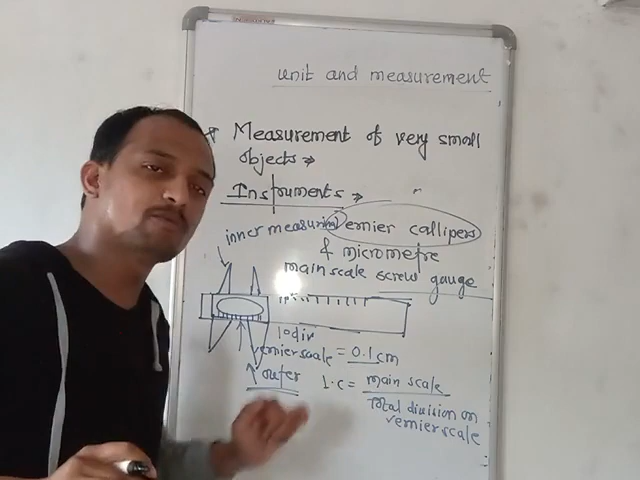 unit and measurement
* Measurement of very small
objects ⇒
Instruments ⇒
inner measuring
vernier callipers
& micrometre
main scale screw gauge
10 div
vernier scale = 0.1 cm
↑ outer
L.C = main scale
Total division on
vernier scale